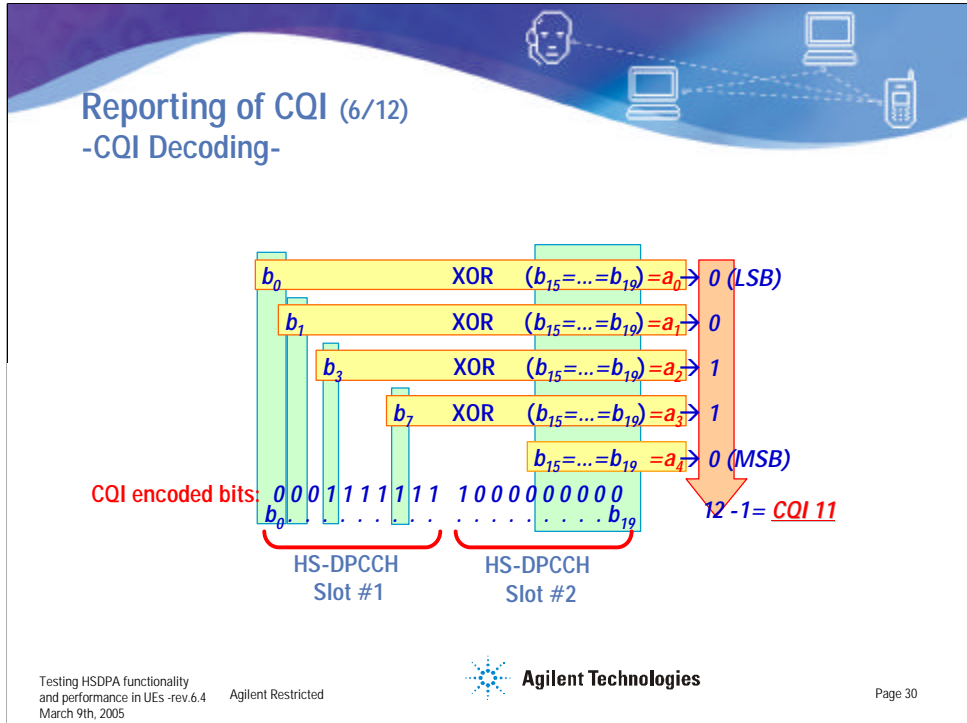 Reporting of CQI (6/12)
-CQI Decoding-
b0 XOR (b15=...=b19)=a0→ 0 (LSB)
b1 XOR (b15=...=b19)=a1→ 0
b3 XOR (b15=...=b19)=a2→ 1
b7 XOR (b15=...=b19)=a3→ 1
b15=...=b19 =a4→ 0 (MSB)
CQI encoded bits: 0 0 0 1 1 1 1 1 1 1 1 0 0 0 0 0 0 0 0 0
b0. . . . . . . . . . . . . . . . . . b19
12 -1= CQI 11
HS-DPCCH HS-DPCCH
Slot #1 Slot #2
Testing HSDPA functionality
and performance in UEs -rev.6.4
March 9th, 2005
Agilent Restricted
Agilent Technologies
Page 30